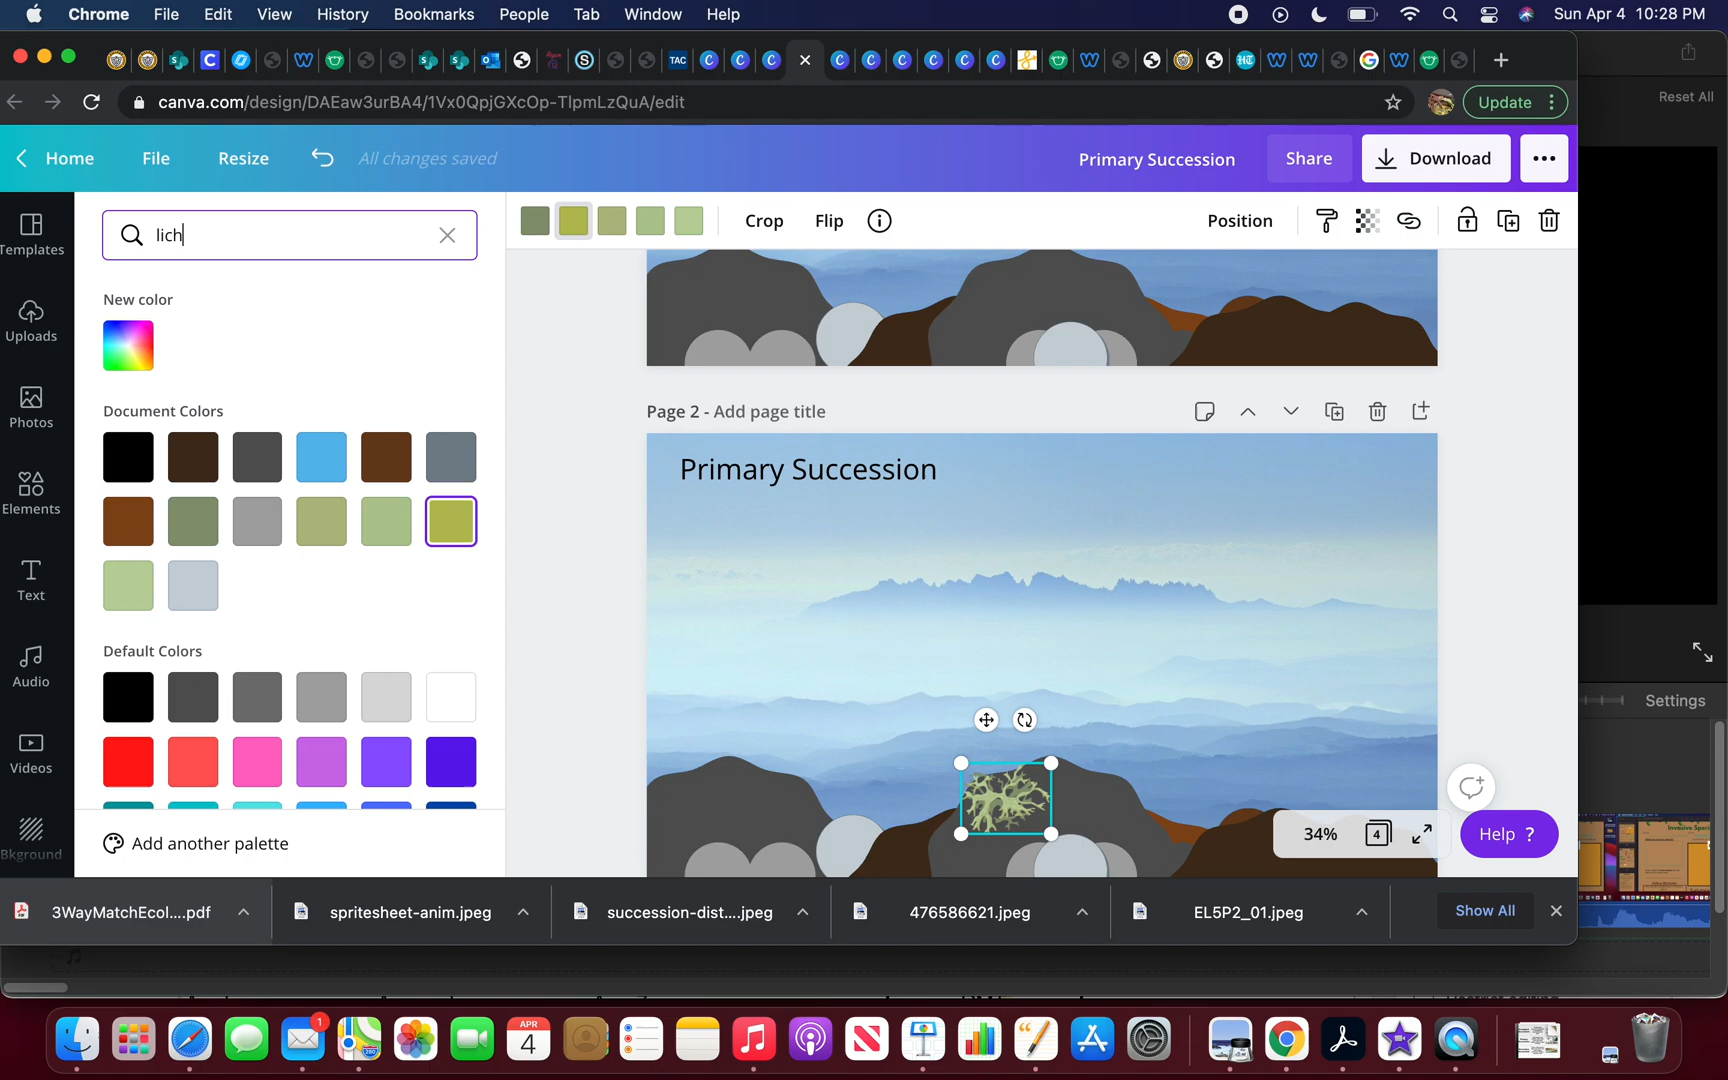 Chrome File Edit View History Bookmarks People Tab Window Help Sun Apr 4 10:28 PM
TAC
canva.com/design/DAEaw3urBA4/1Vx0QpjGXcOp-TlpmLzQuA/edit Update
Reset All
Home File Resize All changes saved Primary Succession Share Download
lich
Crop Flip Position
Templates
New color
Uploads
Document Colors
Photos
Page 2 - Add page title
Primary Succession
Elements
Text
Default Colors
Audio
Settings
Videos
34% 4 Help ?
Add another palette
Bkground
3WayMatchEcol....pdf spritesheet-anim.jpeg succession-dist....jpeg 476586621.jpeg EL5P2_01.jpeg Show All
1
APR
4
280